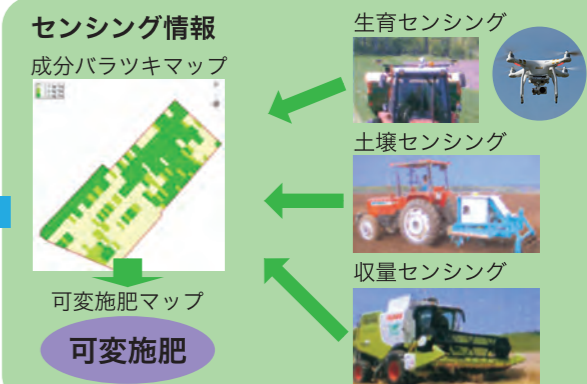 センシング情報
成分バラツキマップ
可変施肥マップ
可変施肥
生育センシング
土壌センシング
収量センシング